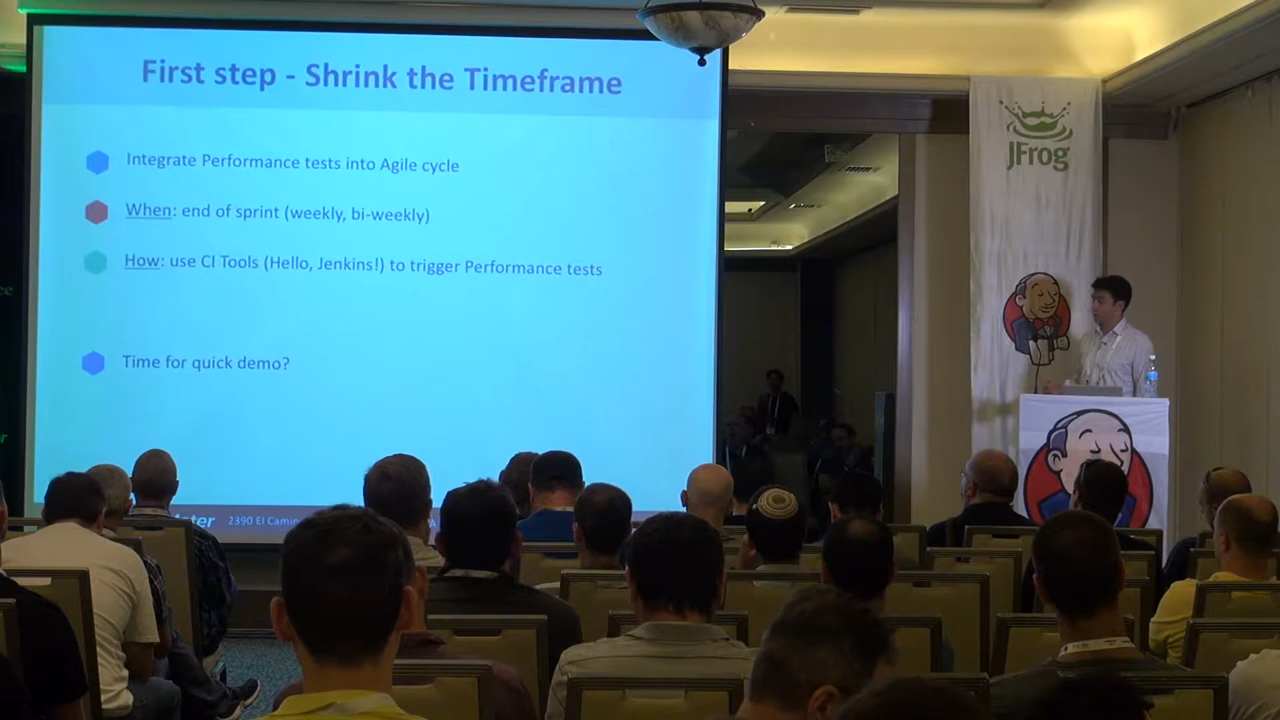 First step - Shrink the Timeframe
Integrate Performance tests into Agile cycle
When: end of sprint (weekly, bi-weekly)
How: use CI Tools (Hello, Jenkins!) to trigger Performance tests
Time for quick demo?
2390 El Camin
JFrog